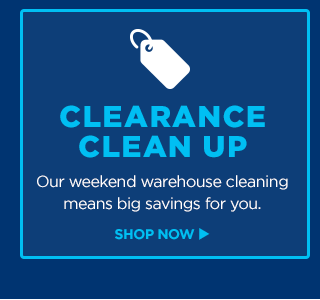 CLEARANCE
CLEAN UP
Our weekend warehouse cleaning
means big savings for you.
SHOP NOW ▶